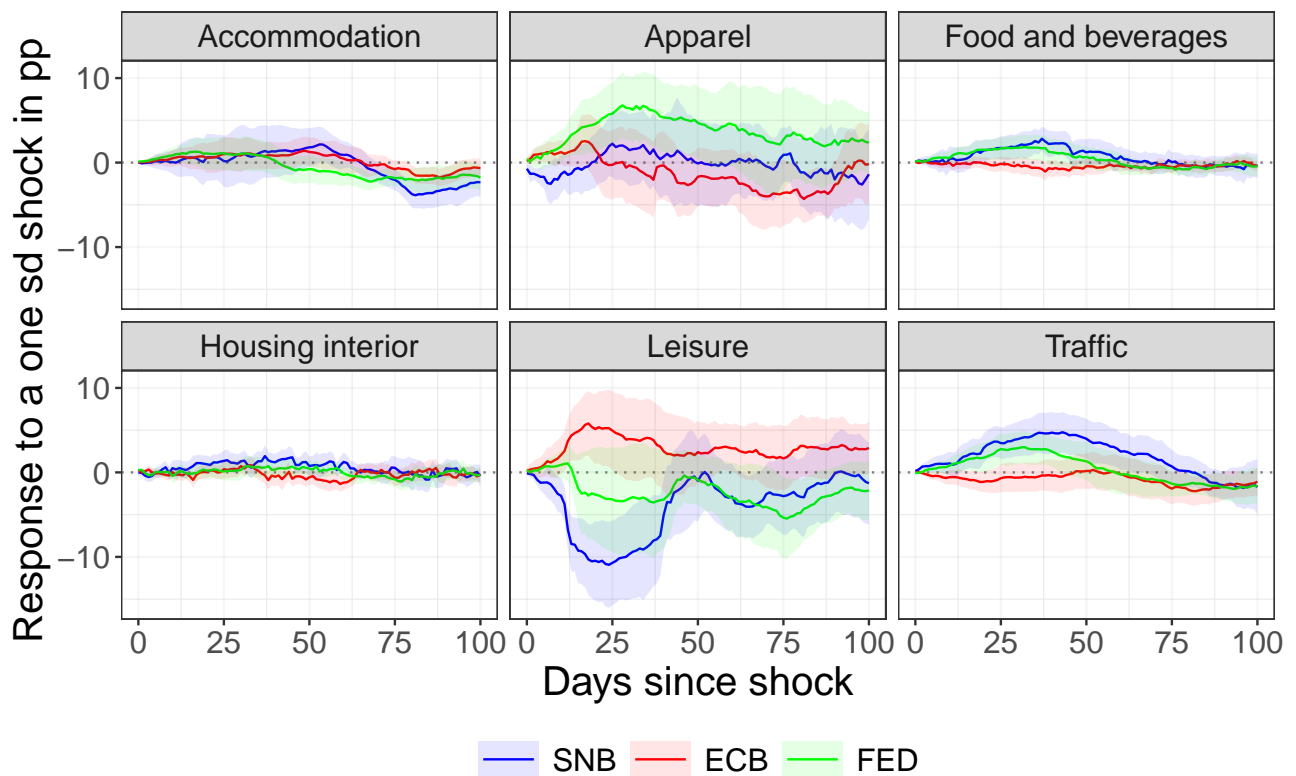 Response to a one sd shock in pp
Accommodation
Apparel
Food and beverages
10
0
−10
Housing interior
Leisure
Traffic
10
0
−10
0 25 50 75 100
0 25 50 75 100
0 25 50 75 100
Days since shock
SNB ECB FED